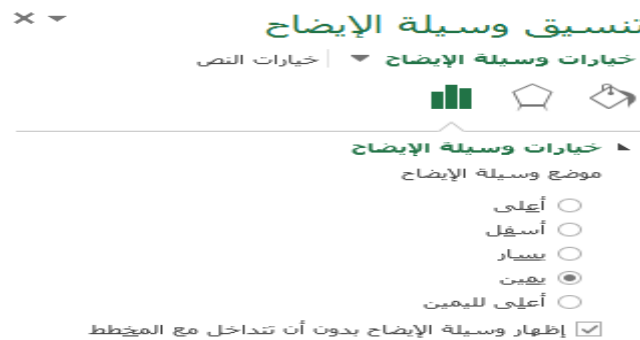 تنسيق وسيلة الإيضاح
خيارات وسيلة الإيضاح خيارات النص
خيارات وسيلة الإيضاح
موضع وسيلة الإيضاح
أعلى
أسفل
يسار
يمين
أعلى لليمين
إظهار وسيلة الإيضاح بدون أن تتداخل مع المخطط